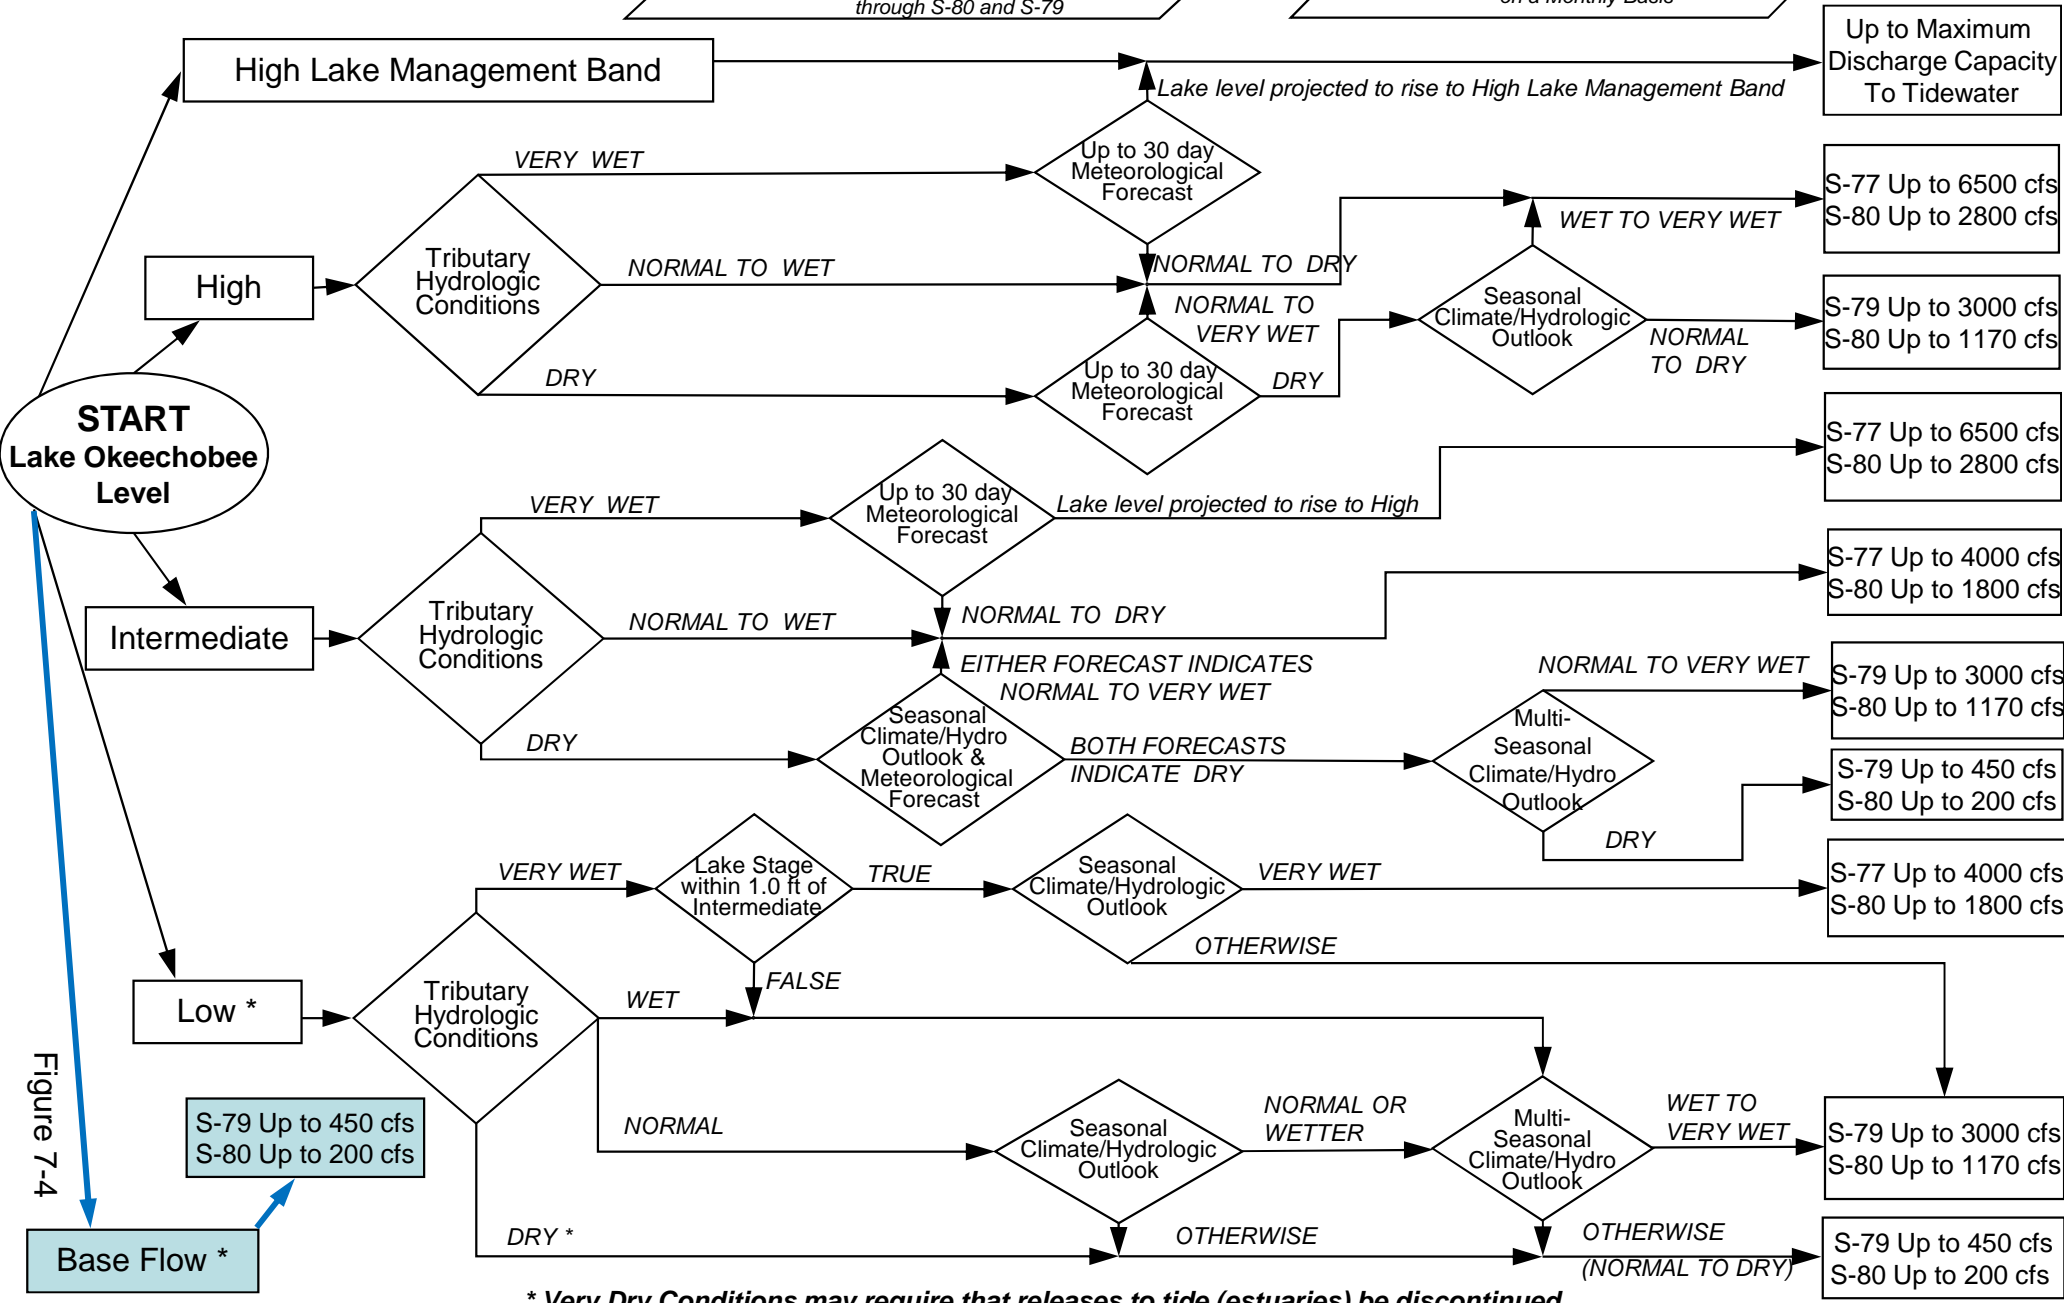 through S-80 and S-79
on a Monthly Basis
Up to Maximum
Discharge Capacity
To Tidewater
High Lake Management Band
Lake level projected to rise to High Lake Management Band
VERY WET
Up to 30 day
Meteorological
Forecast
S-77 Up to 6500 cfs
S-80 Up to 2800 cfs
WET TO VERY WET
Tributary
Hydrologic
Conditions
High
NORMAL TO WET
NORMAL TO DRY
NORMAL TO
VERY WET
Seasonal
Climate/Hydrologic
Outlook
NORMAL
TO DRY
S-79 Up to 3000 cfs
S-80 Up to 1170 cfs
DRY
Up to 30 day
Meteorological
Forecast
DRY
START
Lake Okeechobee
Level
S-77 Up to 6500 cfs
S-80 Up to 2800 cfs
VERY WET
Up to 30 day
Meteorological
Forecast
Lake level projected to rise to High
S-77 Up to 4000 cfs
S-80 Up to 1800 cfs
Intermediate
Tributary
Hydrologic
Conditions
NORMAL TO WET
NORMAL TO DRY
EITHER FORECAST INDICATES
NORMAL TO VERY WET
NORMAL TO VERY WET
S-79 Up to 3000 cfs
S-80 Up to 1170 cfs
DRY
Seasonal
Climate/Hydro
Outlook &
Meteorological
Forecast
BOTH FORECASTS
INDICATE DRY
Multi-
Seasonal
Climate/Hydro
Outlook
DRY
S-79 Up to 450 cfs
S-80 Up to 200 cfs
VERY WET
Lake Stage
within 1.0 ft of
Intermediate
TRUE
Seasonal
Climate/Hydrologic
Outlook
VERY WET
S-77 Up to 4000 cfs
S-80 Up to 1800 cfs
OTHERWISE
FALSE
Low *
Tributary
Hydrologic
Conditions
WET
NORMAL
Seasonal
Climate/Hydrologic
Outlook
NORMAL OR
WETTER
Multi-
Seasonal
Climate/Hydro
Outlook
WET TO
VERY WET
S-79 Up to 3000 cfs
S-80 Up to 1170 cfs
Figure 7-4
S-79 Up to 450 cfs
S-80 Up to 200 cfs
Base Flow *
DRY *
OTHERWISE
OTHERWISE
(NORMAL TO DRY)
S-79 Up to 450 cfs
S-80 Up to 200 cfs
* Very Dry Conditions may require that releases to tide (estuaries) be discontinued